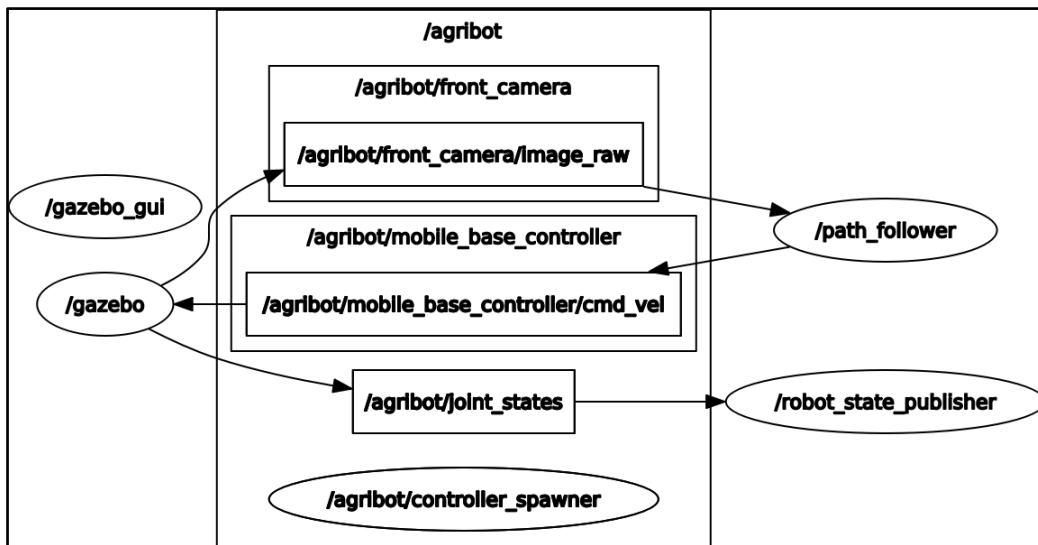 /agribot
/agribot/front_camera
/agribot/front_camera/image_raw
/gazebo_gui
/path_follower
/agribot/mobile_base_controller
/gazebo
/agribot/mobile_base_controller/cmd_vel
/agribot/joint_states
/robot_state_publisher
/agribot/controller_spawner